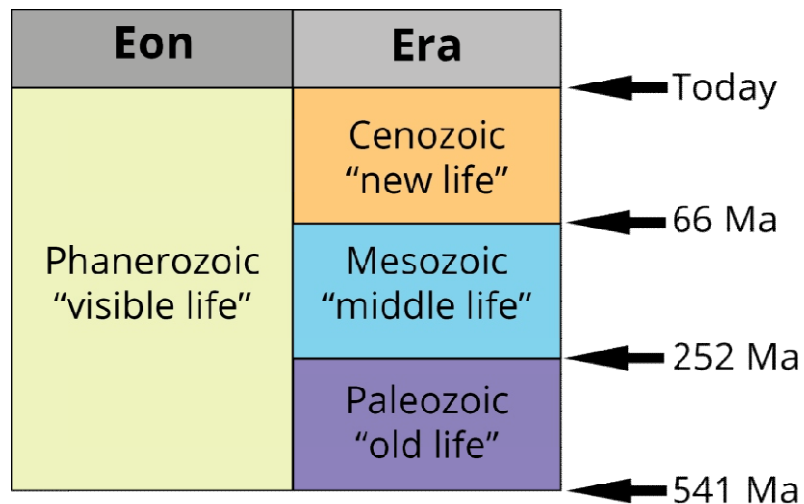 Eon
Era
Today
Cenozoic
“new life”
66 Ma
Phanerozoic
“visible life”
Mesozoic
“middle life”
252 Ma
Paleozoic
“old life”
541 Ma